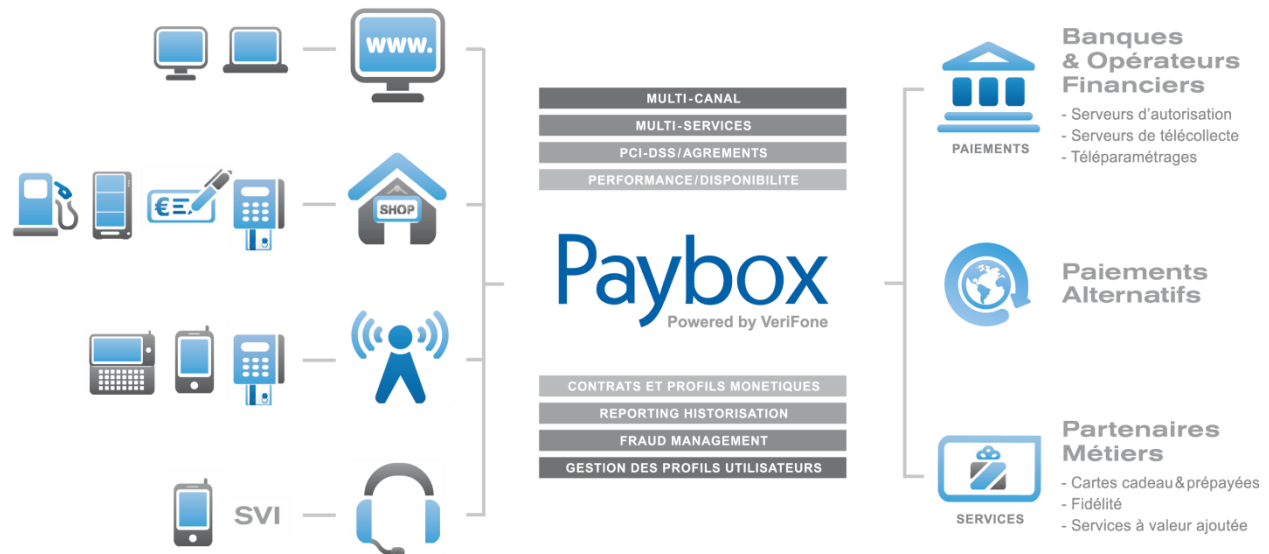 www.
SHOP
€
SVI
MULTI-CANAL
MULTI-SERVICES
PCI-DSS/AGREMENTS
PERFORMANCE/DISPONIBILITE
Paybox
Powered by VeriFone
CONTRATS ET PROFILS MONETIQUES
REPORTING HISTORISATION
FRAUD MANAGEMENT
GESTION DES PROFILS UTILISATEURS
PAIEMENTS
Banques
& Opérateurs
Financiers
- Serveurs d'autorisation
- Serveurs de télécollecte
- Téléparamétrages
Paiements
Alternatifs
SERVICES
Partenaires
Métiers
- Cartes cadeau & prépayées
- Fidélité
- Services à valeur ajoutée